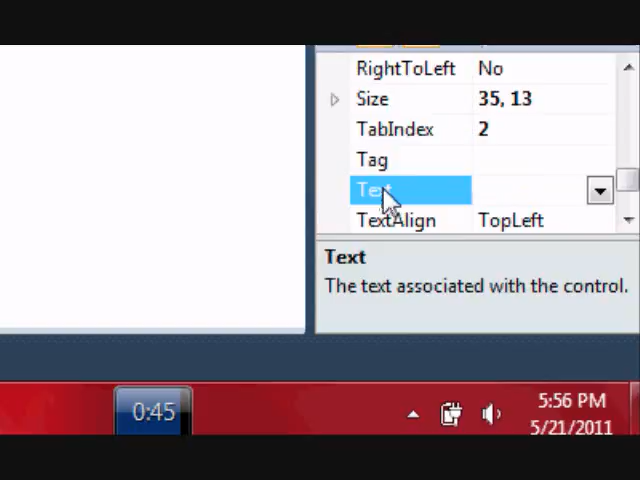 RightToLeft No
Size 35, 13
TabIndex 2
Tag
Text
TextAlign TopLeft
Text
The text associated with the control.
0:45
5:56 PM
5/21/2011